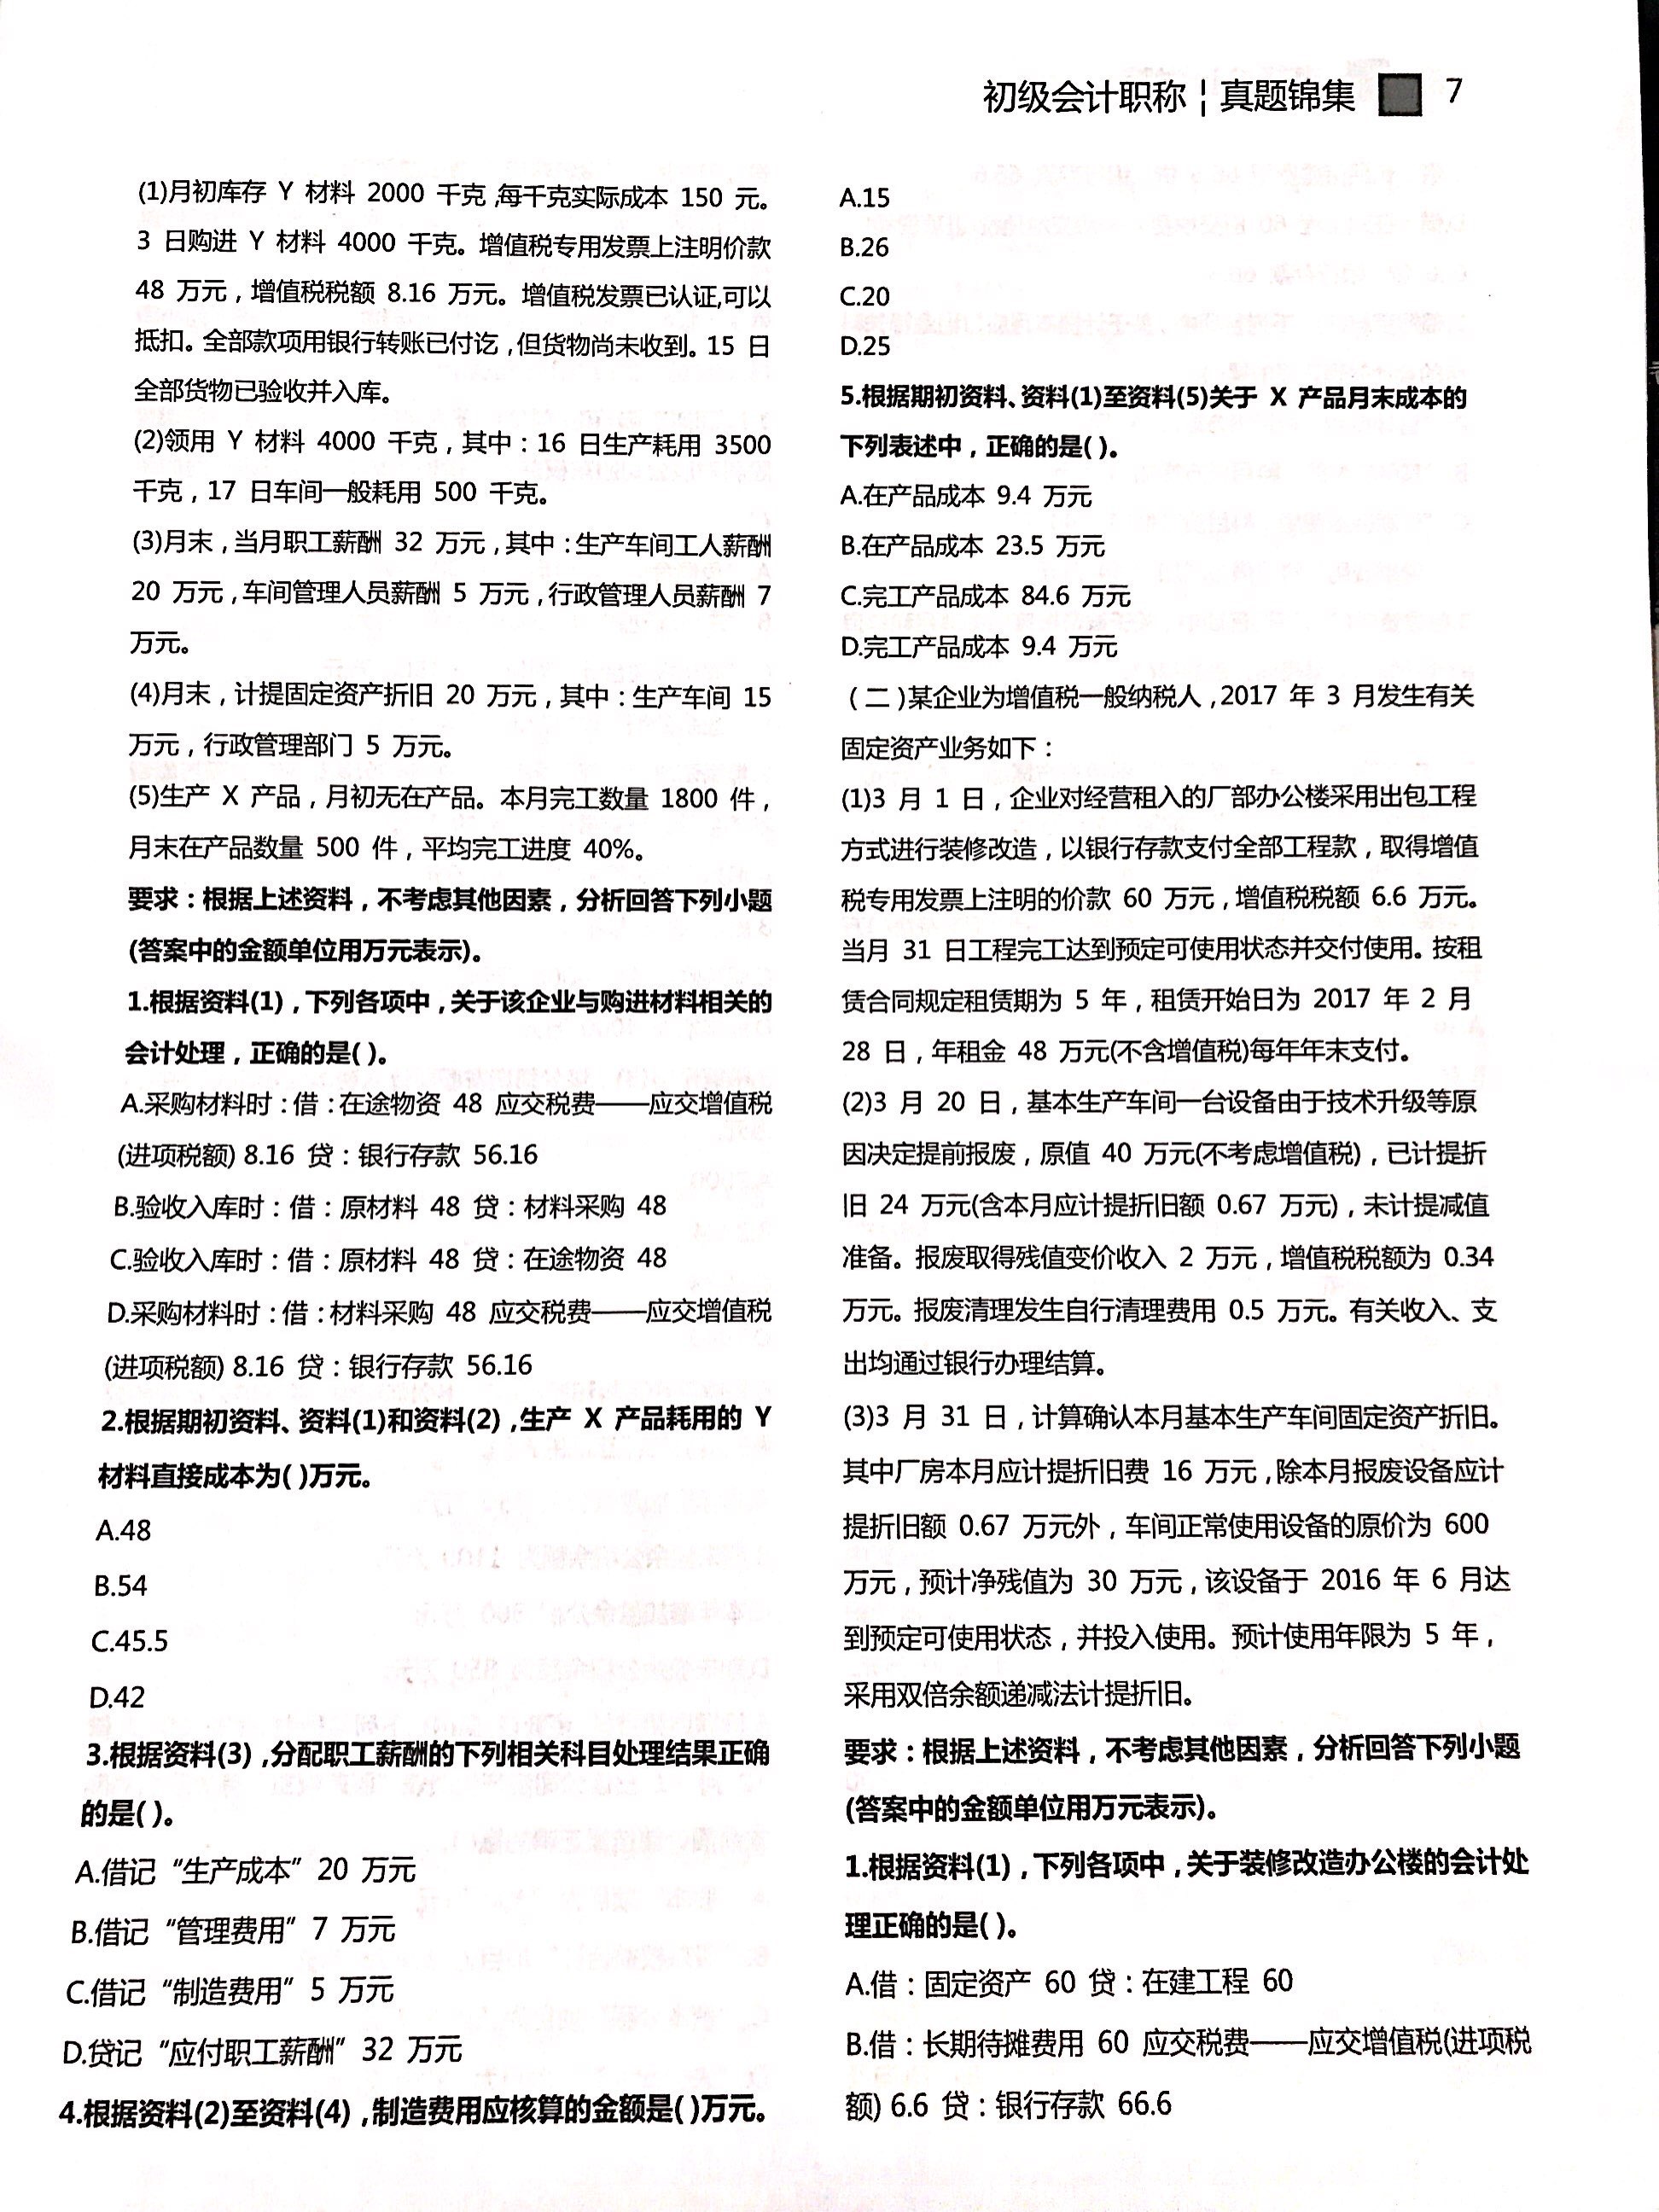 初级会计职称¦真题锦集 7
(1)月初库存 Y 材料 2000 千克,每千克实际成本 150 元。
3 日购进 Y 材料 4000 千克。增值税专用发票上注明价款
48 万元，增值税税额 8.16 万元。增值税发票已认证,可以
抵扣。全部款项用银行转账已付讫，但货物尚未收到。15 日
全部货物已验收并入库。
(2)领用 Y 材料 4000 千克，其中：16 日生产耗用 3500
千克，17 日车间一般耗用 500 千克。
(3)月末，当月职工薪酬 32 万元，其中：生产车间工人薪酬
20 万元，车间管理人员薪酬 5 万元，行政管理人员薪酬 7
万元。
(4)月末，计提固定资产折旧 20 万元，其中：生产车间 15
万元，行政管理部门 5 万元。
(5)生产 X 产品，月初无在产品。本月完工数量 1800 件，
月末在产品数量 500 件，平均完工进度 40%。
要求：根据上述资料，不考虑其他因素，分析回答下列小题
(答案中的金额单位用万元表示)。
1.根据资料(1)，下列各项中，关于该企业与购进材料相关的
会计处理，正确的是( )。
A.采购材料时：借：在途物资 48 应交税费——应交增值税
(进项税额) 8.16 贷：银行存款 56.16
B.验收入库时：借：原材料 48 贷：材料采购 48
C.验收入库时：借：原材料 48 贷：在途物资 48
D.采购材料时：借：材料采购 48 应交税费——应交增值税
(进项税额) 8.16 贷：银行存款 56.16
2.根据期初资料、资料(1)和资料(2)，生产 X 产品耗用的 Y
材料直接成本为( )万元。
A.48
B.54
C.45.5
D.42
3.根据资料(3)，分配职工薪酬的下列相关科目处理结果正确
的是( )。
A.借记“生产成本”20 万元
B.借记“管理费用”7 万元
C.借记“制造费用”5 万元
D.贷记“应付职工薪酬”32 万元
4.根据资料(2)至资料(4)，制造费用应核算的金额是( )万元。
A.15
B.26
C.20
D.25
5.根据期初资料、资料(1)至资料(5)关于 X 产品月末成本的
下列表述中，正确的是( )。
A.在产品成本 9.4 万元
B.在产品成本 23.5 万元
C.完工产品成本 84.6 万元
D.完工产品成本 9.4 万元
（二)某企业为增值税一般纳税人，2017 年 3 月发生有关
固定资产业务如下：
(1)3 月 1 日，企业对经营租入的厂部办公楼采用出包工程
方式进行装修改造，以银行存款支付全部工程款，取得增值
税专用发票上注明的价款 60 万元，增值税税额 6.6 万元。
当月 31 日工程完工达到预定可使用状态并交付使用。按租
赁合同规定租赁期为 5 年，租赁开始日为 2017 年 2 月
28 日，年租金 48 万元(不含增值税)每年年末支付。
(2)3 月 20 日，基本生产车间一台设备由于技术升级等原
因决定提前报废，原值 40 万元(不考虑增值税)，已计提折
旧 24 万元(含本月应计提折旧额 0.67 万元)，未计提减值
准备。报废取得残值变价收入 2 万元，增值税税额为 0.34
万元。报废清理发生自行清理费用 0.5 万元。有关收入、支
出均通过银行办理结算。
(3)3 月 31 日，计算确认本月基本生产车间固定资产折旧。
其中厂房本月应计提折旧费 16 万元，除本月报废设备应计
提折旧额 0.67 万元外，车间正常使用设备的原价为 600
万元，预计净残值为 30 万元，该设备于 2016 年 6 月达
到预定可使用状态，并投入使用。预计使用年限为 5 年，
采用双倍余额递减法计提折旧。
要求：根据上述资料，不考虑其他因素，分析回答下列小题
(答案中的金额单位用万元表示)。
1.根据资料(1)，下列各项中，关于装修改造办公楼的会计处
理正确的是( )。
A.借：固定资产 60 贷：在建工程 60
B.借：长期待摊费用 60 应交税费——应交增值税(进项税
额) 6.6 贷：银行存款 66.6